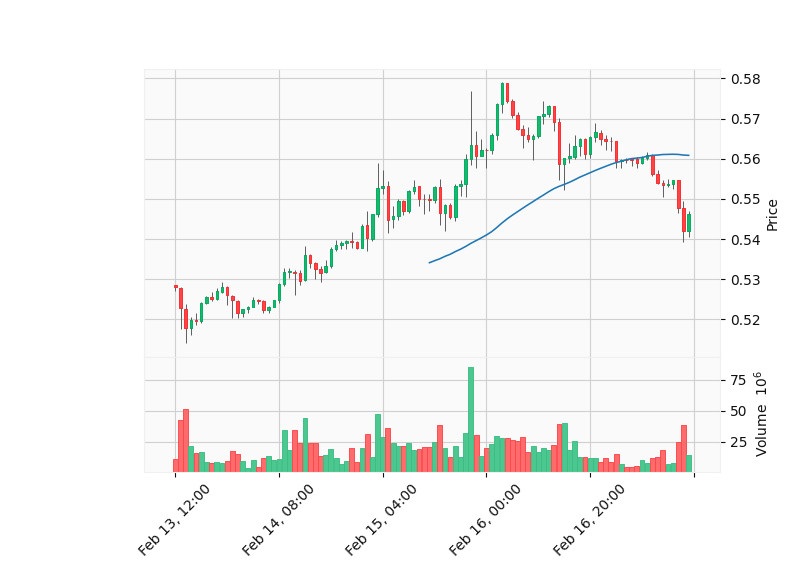 0.58
0.57
0.56
0.55
0.54
0.53
0.52
Price
75
50
25
Volume 10^6
Feb 13, 12:00
Feb 14, 08:00
Feb 15, 04:00
Feb 16, 00:00
Feb 16, 20:00